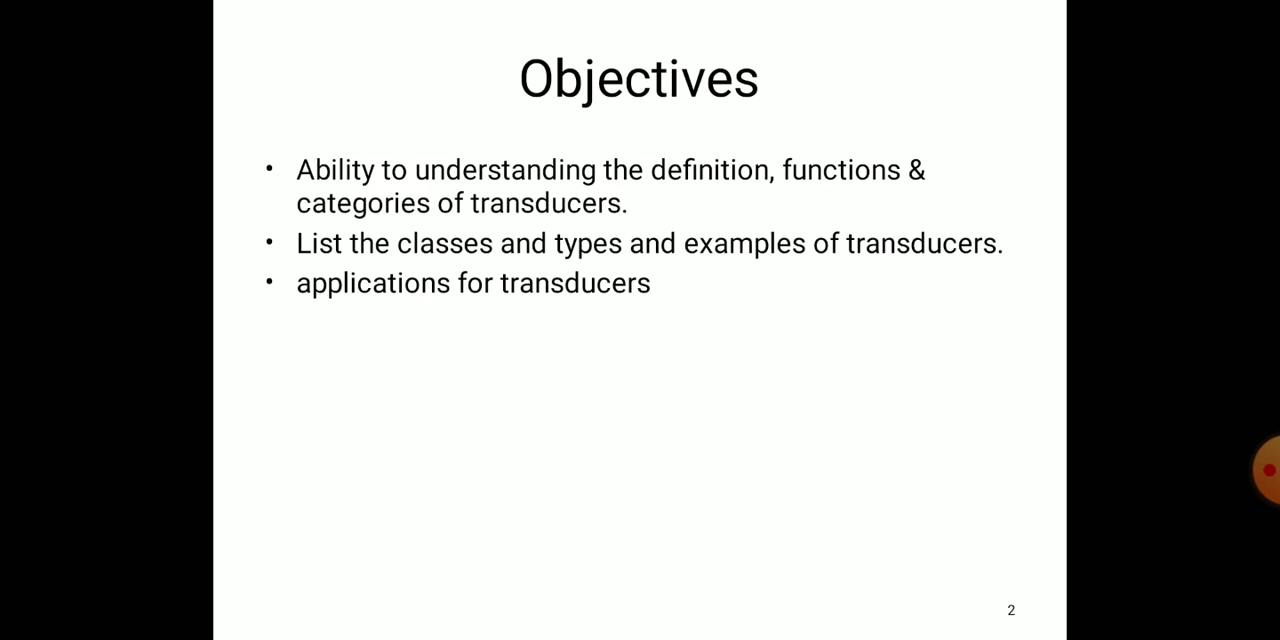 Objectives
• Ability to understanding the definition, functions &
categories of transducers.
• List the classes and types and examples of transducers.
• applications for transducers
2